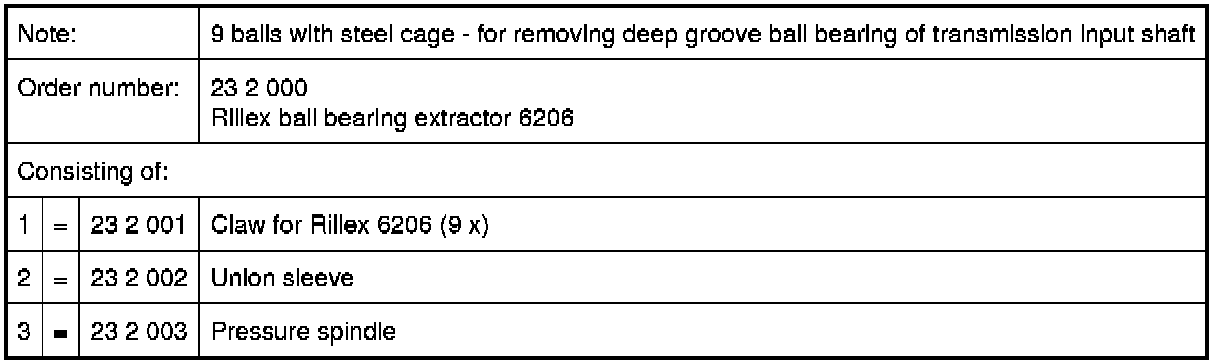 Note: 9 balls with steel cage - for removing deep groove ball bearing of transmission input shaft
Order number: 23 2 000
Rillex ball bearing extractor 6206
Consisting of:
1 = 23 2 001 Claw for Rillex 6206 (9 x)
2 = 23 2 002 Union sleeve
3 = 23 2 003 Pressure spindle